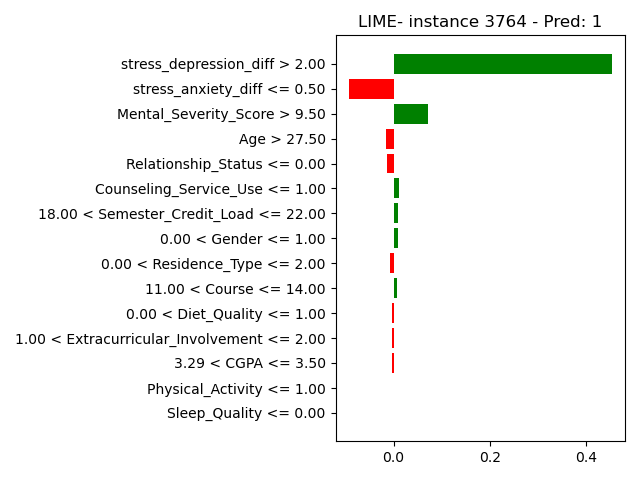 LIME- instance 3764 - Pred: 1
stress_depression_diff > 2.00
stress_anxiety_diff <= 0.50
Mental_Severity_Score > 9.50
Age > 27.50
Relationship_Status <= 0.00
Counseling_Service_Use <= 1.00
18.00 < Semester_Credit_Load <= 22.00
0.00 < Gender <= 1.00
0.00 < Residence_Type <= 2.00
11.00 < Course <= 14.00
0.00 < Diet_Quality <= 1.00
1.00 < Extracurricular_Involvement <= 2.00
3.29 < CGPA <= 3.50
Physical_Activity <= 1.00
Sleep_Quality <= 0.00
0.0 0.2 0.4